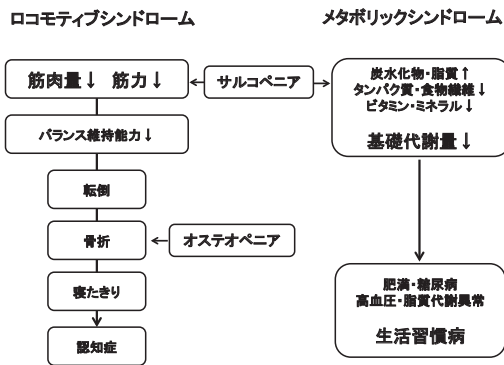 ロコモティブシンドローム
メタボリックシンドローム
筋肉量↓ 筋力↓
サルコペニア
炭水化物・脂質↑
タンパク質・食物繊維↓
ビタミン・ミネラル↓
基礎代謝量↓
バランス維持能力↓
転倒
骨折
オステオペニア
寝たきり
認知症
肥満・糖尿病
高血圧・脂質代謝異常
生活習慣病